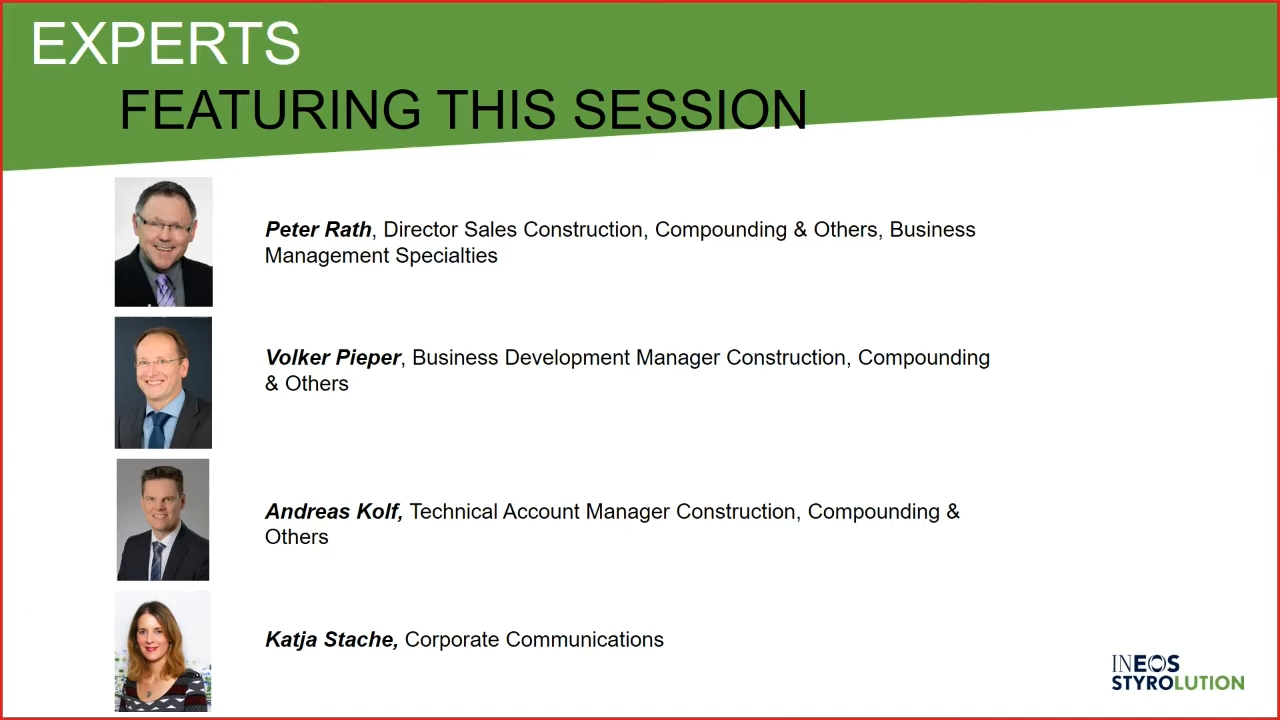 EXPERTS
FEATURING THIS SESSION
Peter Rath, Director Sales Construction, Compounding & Others, Business
Management Specialties
Volker Pieper, Business Development Manager Construction, Compounding
& Others
Andreas Kolf, Technical Account Manager Construction, Compounding &
Others
Katja Stache, Corporate Communications
INEOS
STYROLUTION